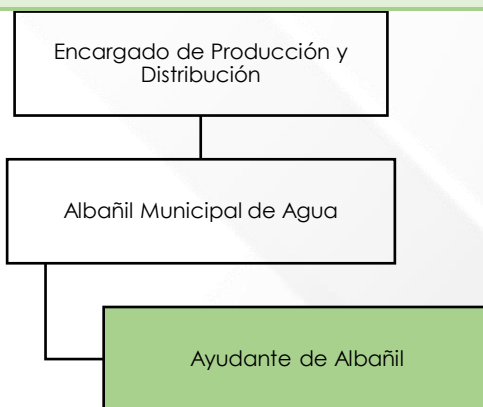 Encargado de Producción y
Distribución
Albañil Municipal de Agua
Ayudante de Albañil